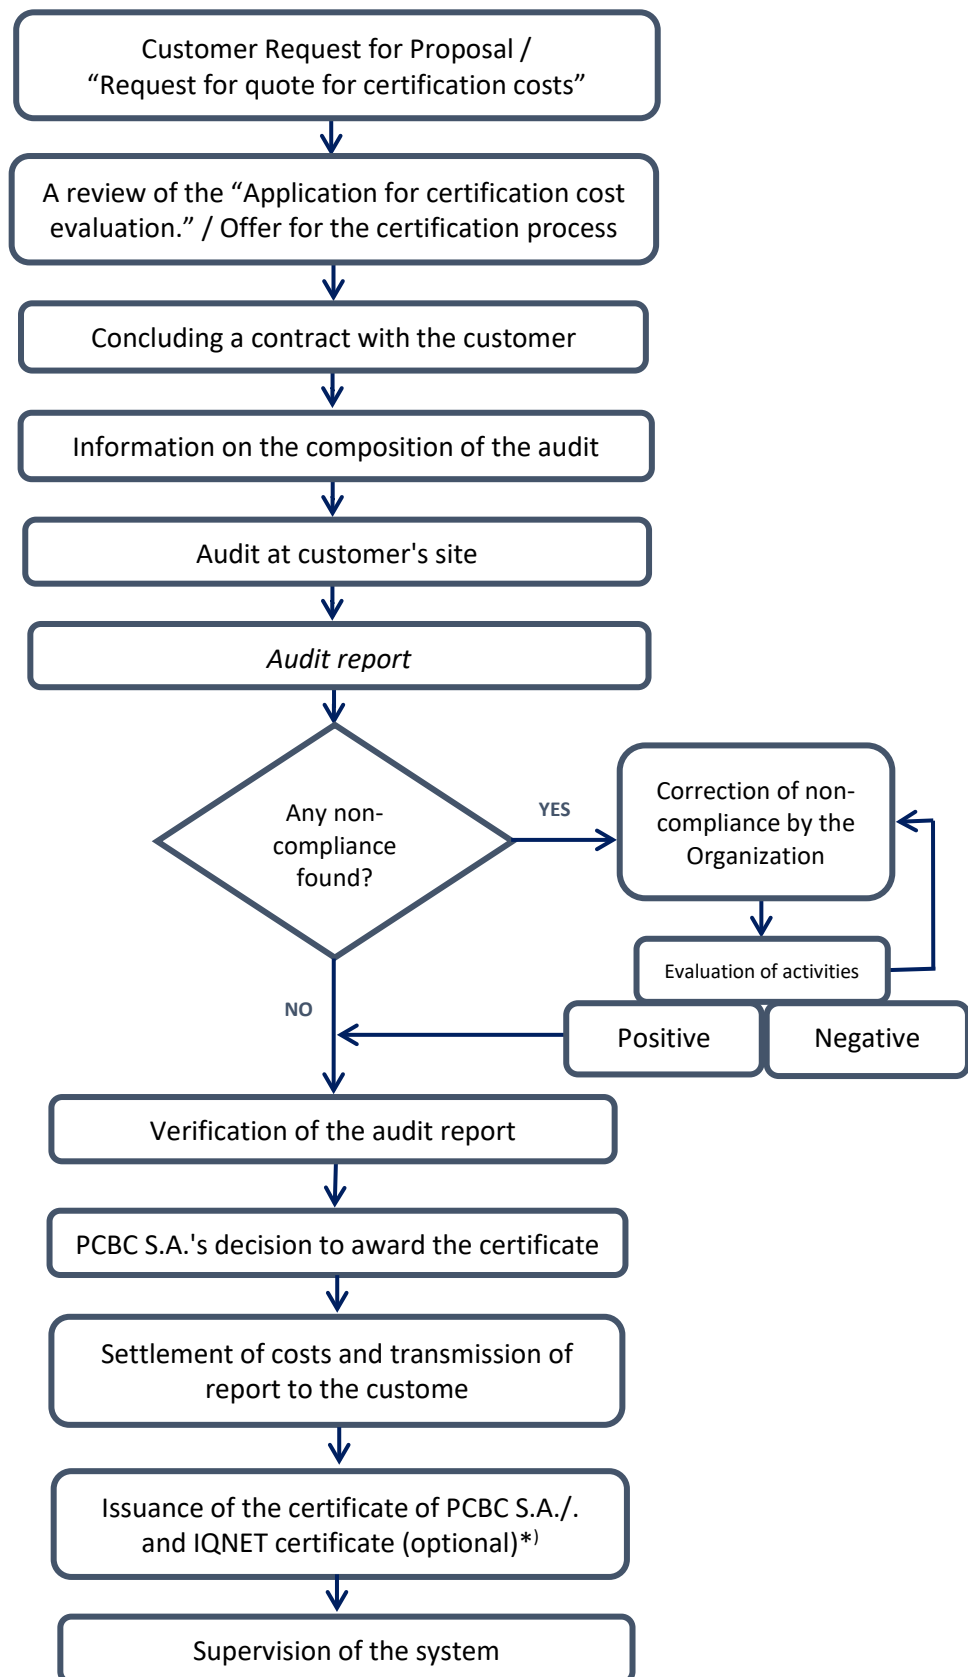 Customer Request for Proposal /
“Request for quote for certification costs”
A review of the “Application for certification cost
evaluation.” / Offer for the certification process
Concluding a contract with the customer
Information on the composition of the audit
Audit at customer's site
Audit report
Any non-
compliance
found?
YES
Correction of non-
compliance by the
Organization
Evaluation of activities
NO
Positive
Negative
Verification of the audit report
PCBC S.A.'s decision to award the certificate
Settlement of costs and transmission of
report to the custome
Issuance of the certificate of PCBC S.A./.
and IQNET certificate (optional)*)
Supervision of the system